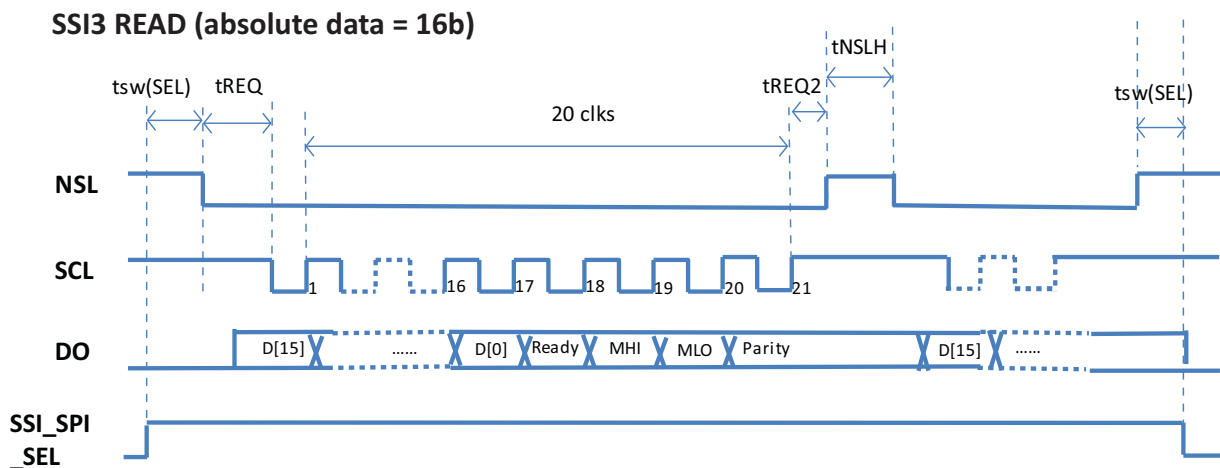 SSI3 READ (absolute data = 16b)
tNSLH
tsw(SEL) tREQ tREQ2 tsw(SEL)
20 clks
NSL
SCL
1 16 17 18 19 20 21
DO D[15] ...... D[0] Ready MHI MLO Parity D[15] ......
SSI_SPI
_SEL